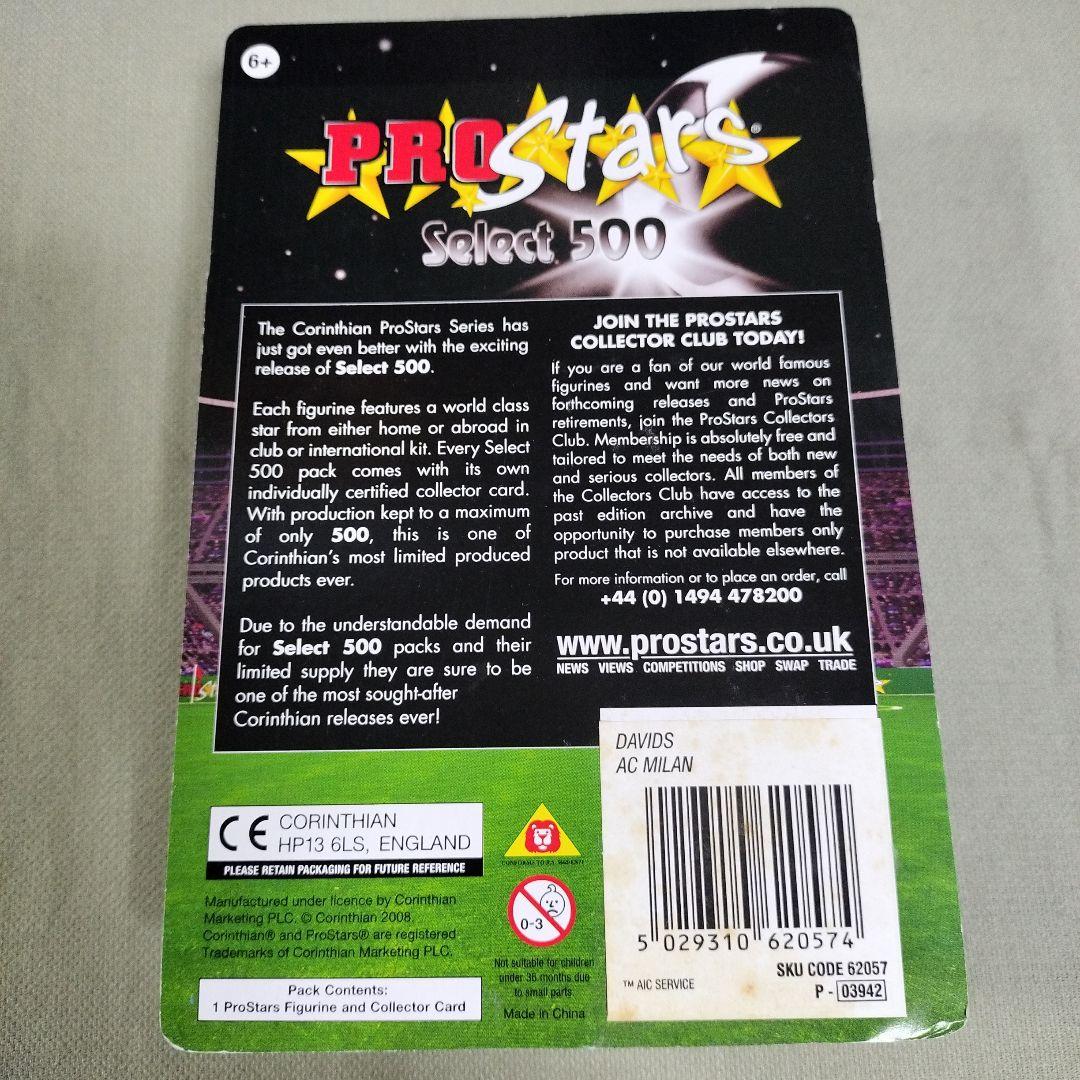 6+
PROStars®
Select 500
The Corinthian ProStars Series has
just got even better with the exciting
release of Select 500.
Each figurine features a world class
star from either home or abroad in
club or international kit. Every Select
500 pack comes with its own
individually certified collector card.
With production kept to a maximum
of only 500, this is one of
Corinthian's most limited produced
products ever.
Due to the understandable demand
for Select 500 packs and their
limited supply they are sure to be
one of the most sought-after
Corinthian releases ever!
JOIN THE PROSTARS
COLLECTOR CLUB TODAY!
If you are a fan of our world famous
figurines and want more news on
forthcoming releases and ProStars
retirements, join the ProStars Collectors
Club. Membership is absolutely free and
tailored to meet the needs of both new
and serious collectors. All members of
the Collectors Club have access to the
past edition archive and have the
opportunity to purchase members only
product that is not available elsewhere.
For more information or to place an order, call
+44 (0) 1494 478200
www.prostars.co.uk
NEWS VIEWS COMPETITIONS SHOP SWAP TRADE
CE CORINTHIAN
HP13 6LS, ENGLAND
PLEASE RETAIN PACKAGING FOR FUTURE REFERENCE
Manufactured under licence by Corinthian
Marketing PLC. © Corinthian 2008.
Corinthian® and ProStars® are registered
Trademarks of Corinthian Marketing PLC.
Pack Contents:
1 ProStars Figurine and Collector Card
CONFORMS TO
0-3
Not suitable for children
under 36 months due
to small parts.
Made in China
DAVIDS
AC MILAN
5 029310 620574
SKU CODE 62057
™ AIC SERVICE
P - 03942